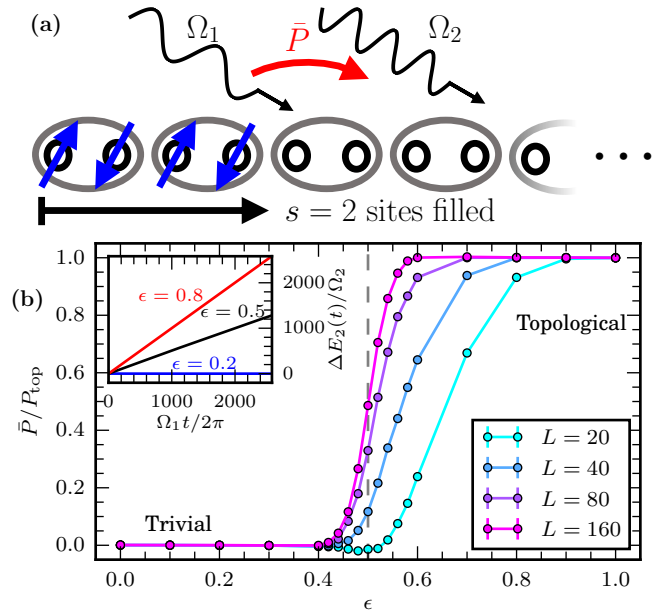 (a)
Ω₁
P̄
Ω₂
s = 2 sites filled
(b)
P̄/P_top
1.0
0.8
0.6
0.4
0.2
0.0
0.0 0.2 0.4 0.6 0.8 1.0
ϵ
ϵ = 0.8
ϵ = 0.5
ϵ = 0.2
0 1000 2000
Ω₁t/2π
2000
1000
0
ΔE₂(t)/Ω₂
Topological
Trivial
L = 20
L = 40
L = 80
L = 160